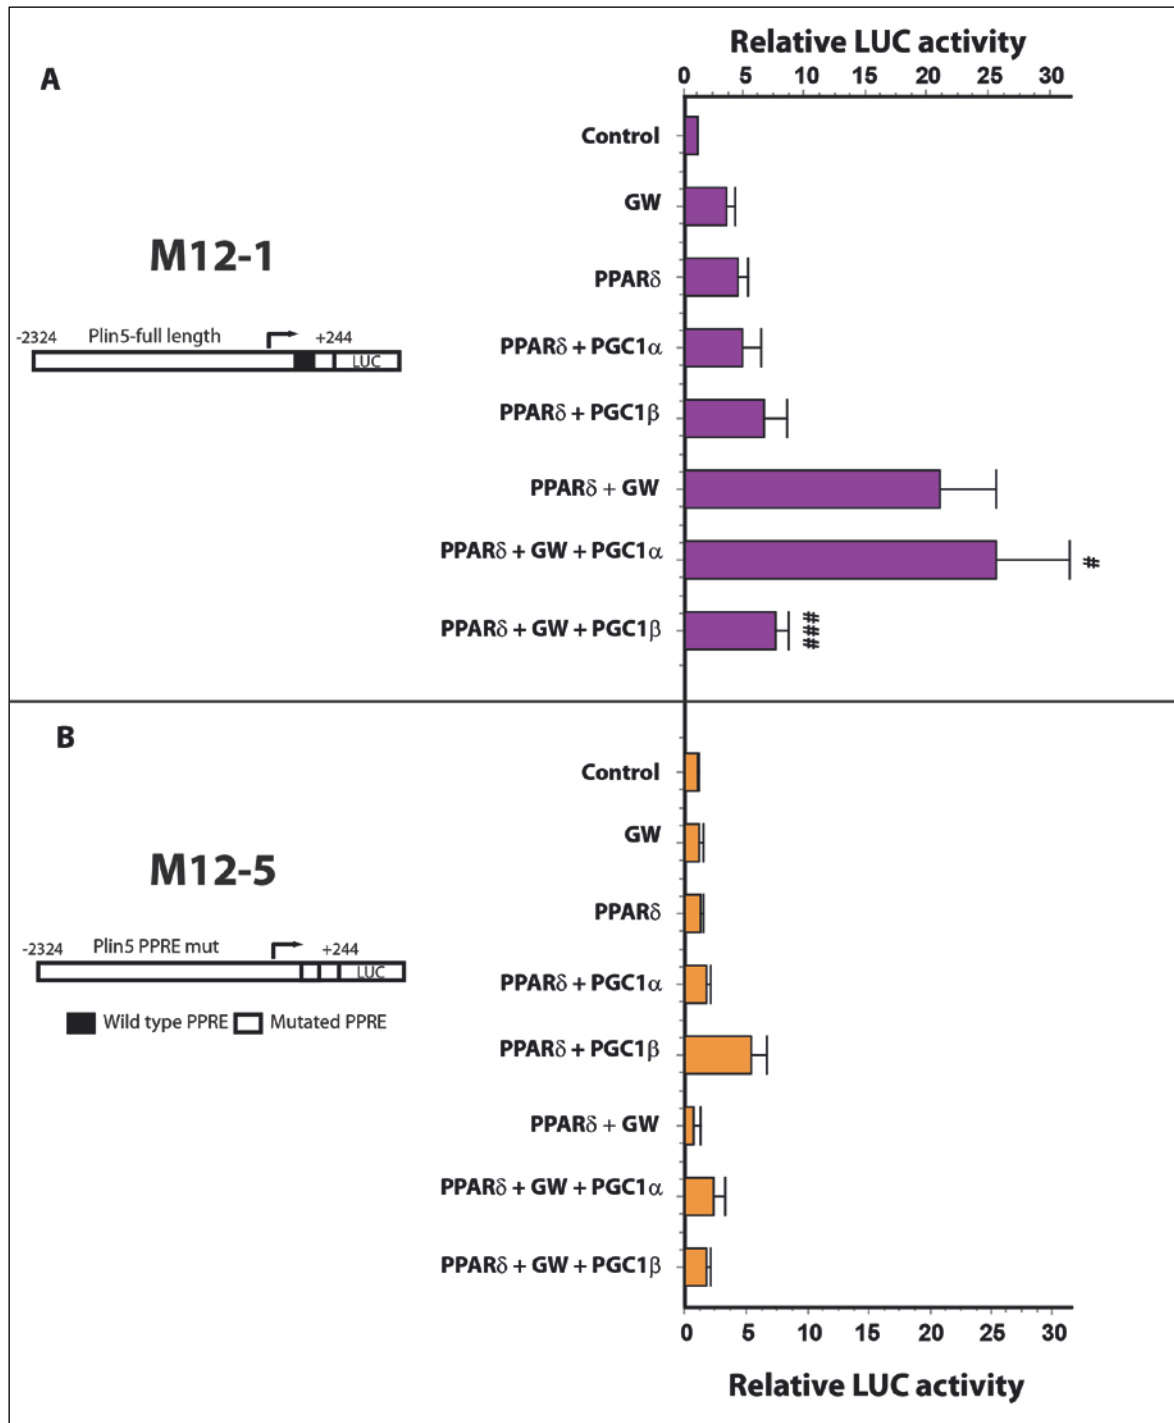 A
Relative LUC activity
0 5 10 15 20 25 30
Control
GW
M12-1
PPARδ
-2324 Plin5-full length +244
LUC
PPARδ + PGC1α
PPARδ + PGC1β
PPARδ + GW
PPARδ + GW + PGC1α #
PPARδ + GW + PGC1β ###
B
Control
GW
M12-5
PPARδ
-2324 Plin5 PPRE mut +244
LUC
PPARδ + PGC1α
Wild type PPRE Mutated PPRE
PPARδ + PGC1β
PPARδ + GW
PPARδ + GW + PGC1α
PPARδ + GW + PGC1β
0 5 10 15 20 25 30
Relative LUC activity